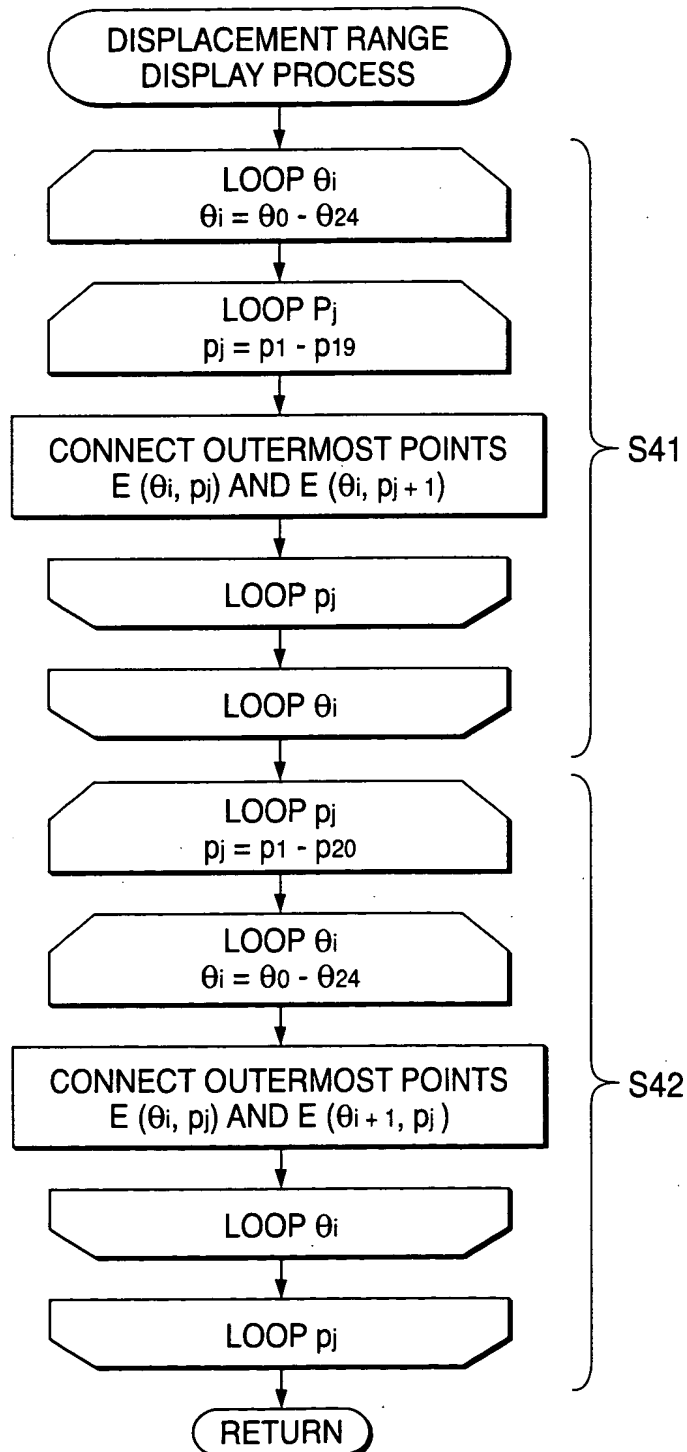 DISPLACEMENT RANGE
DISPLAY PROCESS
LOOP θi
θi = θ0 - θ24
LOOP Pj
pj = p1 - p19
CONNECT OUTERMOST POINTS
E (θi, pj) AND E (θi, pj + 1)
LOOP pj
LOOP θi
S41
LOOP pj
pj = p1 - p20
LOOP θi
θi = θ0 - θ24
CONNECT OUTERMOST POINTS
E (θi, pj) AND E (θi + 1, pj )
LOOP θi
LOOP pj
S42
RETURN